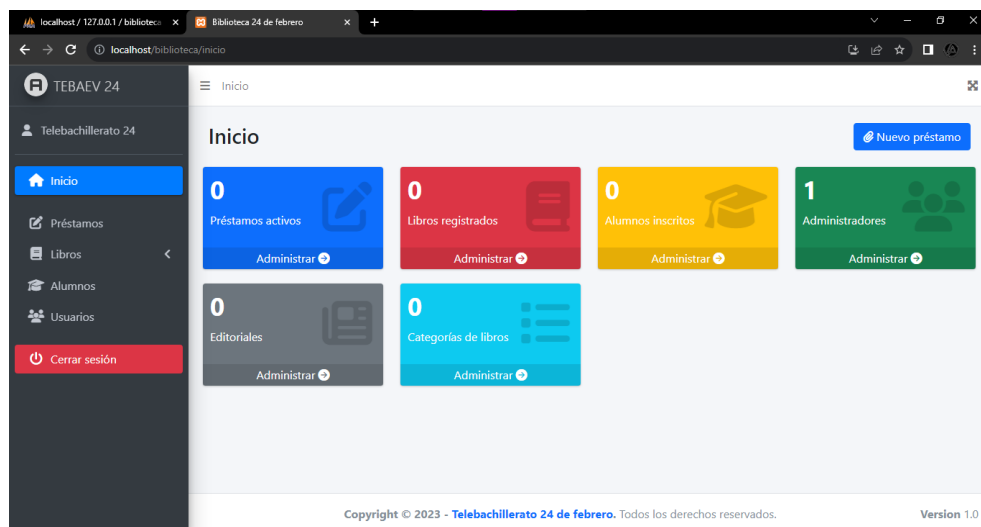 localhost / 127.0.0.1 / biblioteca
Biblioteca 24 de febrero
localhost/biblioteca/inicio
TEBAEV 24
Inicio
Telebachillerato 24
Inicio
Nuevo préstamo
Inicio
Préstamos
Libros
Alumnos
Usuarios
Cerrar sesión
0
Préstamos activos
Administrar
0
Libros registrados
Administrar
0
Alumnos inscritos
Administrar
1
Administradores
Administrar
0
Editoriales
Administrar
0
Categorías de libros
Administrar
Copyright © 2023 - Telebachillerato 24 de febrero. Todos los derechos reservados.
Version 1.0